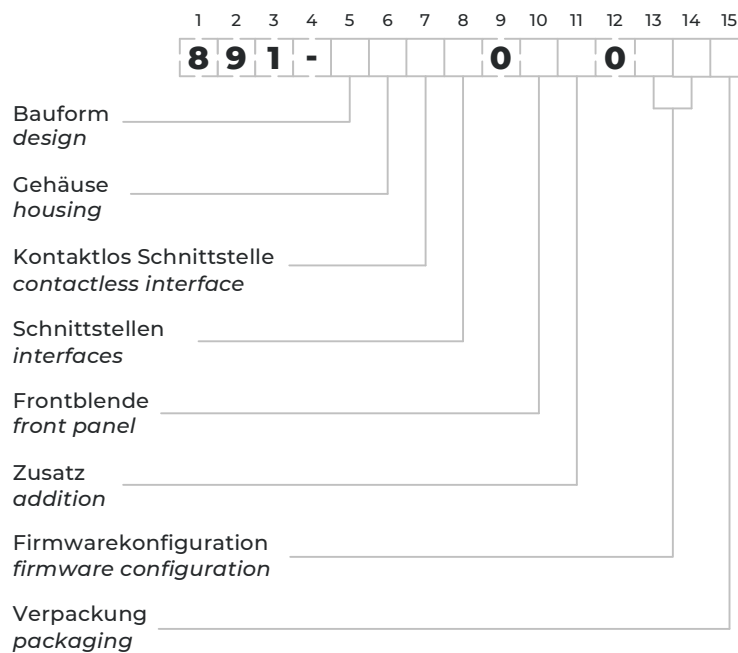 1 2 3 4 5 6 7 8 9 10 11 12 13 14 15
8 9 1 - 0 0
Bauform
design
Gehäuse
housing
Kontaktlos Schnittstelle
contactless interface
Schnittstellen
interfaces
Frontblende
front panel
Zusatz
addition
Firmwarekonfiguration
firmware configuration
Verpackung
packaging